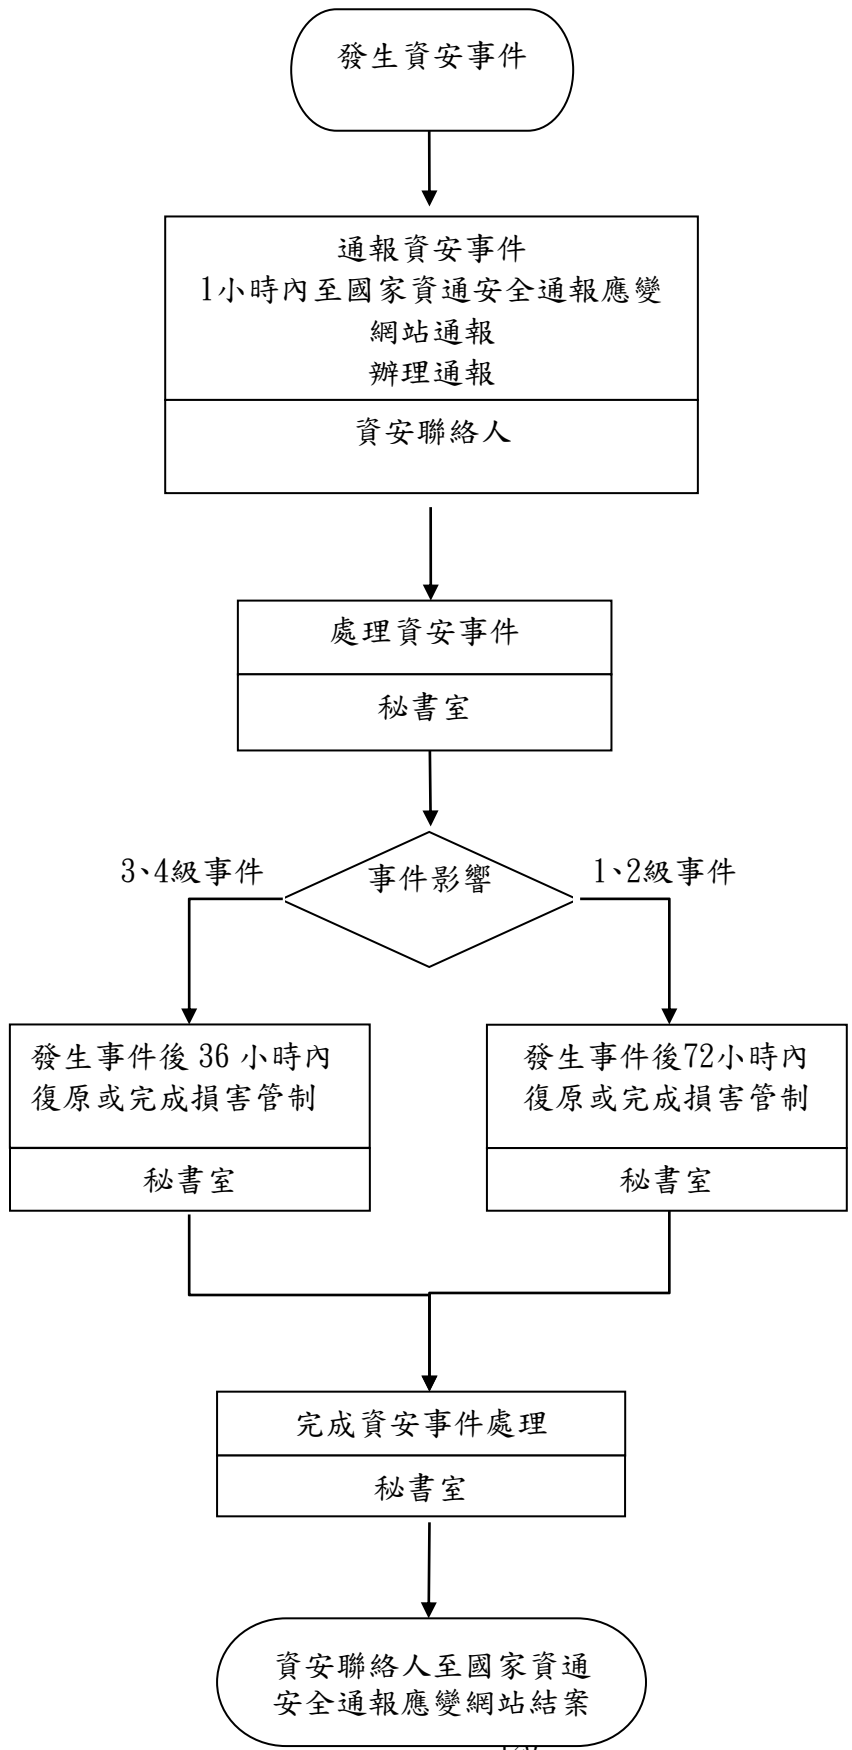 發生資安事件
通報資安事件
1小時內至國家資通安全通報應變
網站通報
辦理通報
資安聯絡人
處理資安事件
秘書室
事件影響
3、4級事件
1、2級事件
發生事件後 36 小時內
復原或完成損害管制
秘書室
發生事件後72小時內
復原或完成損害管制
秘書室
完成資安事件處理
秘書室
資安聯絡人至國家資通
安全通報應變網站結案